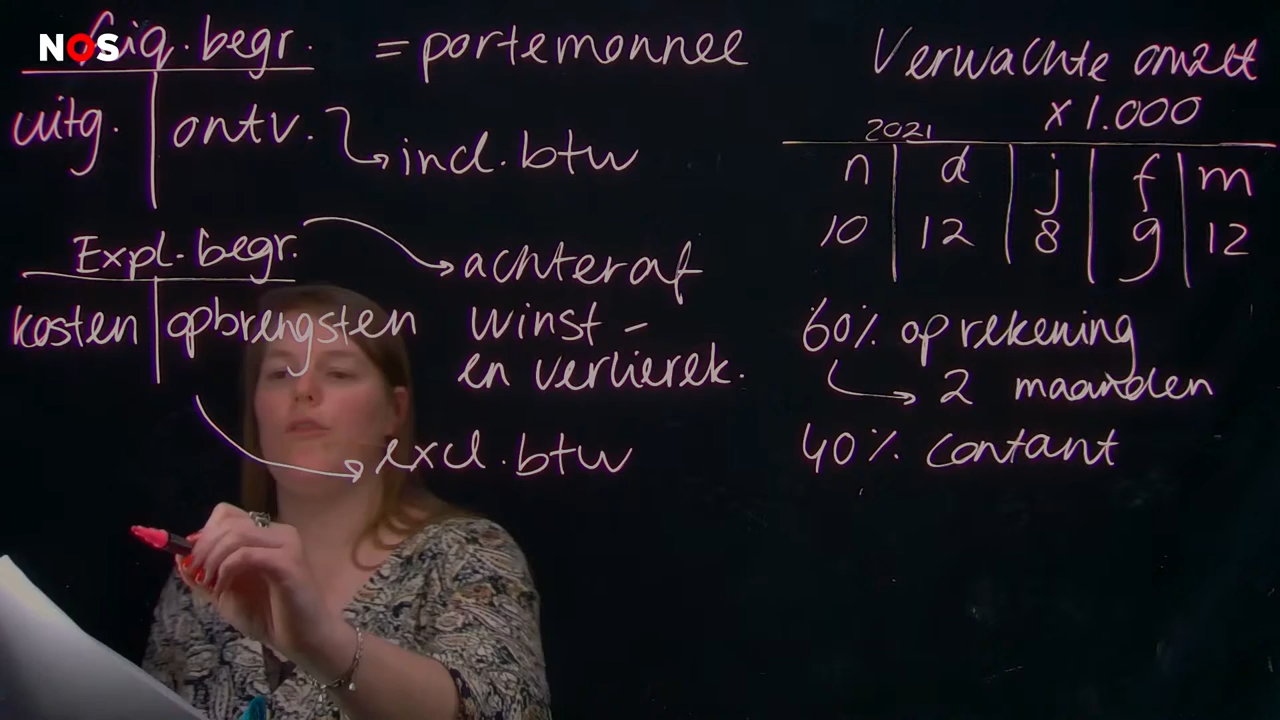 NOS
Liq. begr.
= portemonnee
uitg.
ontv.
incl. btw
Expl. begr.
achteraf
winst -
en verlierek.
kosten
opbrengsten
excl. btw
Verwachte omzet
x 1.000
2021
n d j f m
10 12 8 9 12
60% op rekening
2 maanden
40% contant